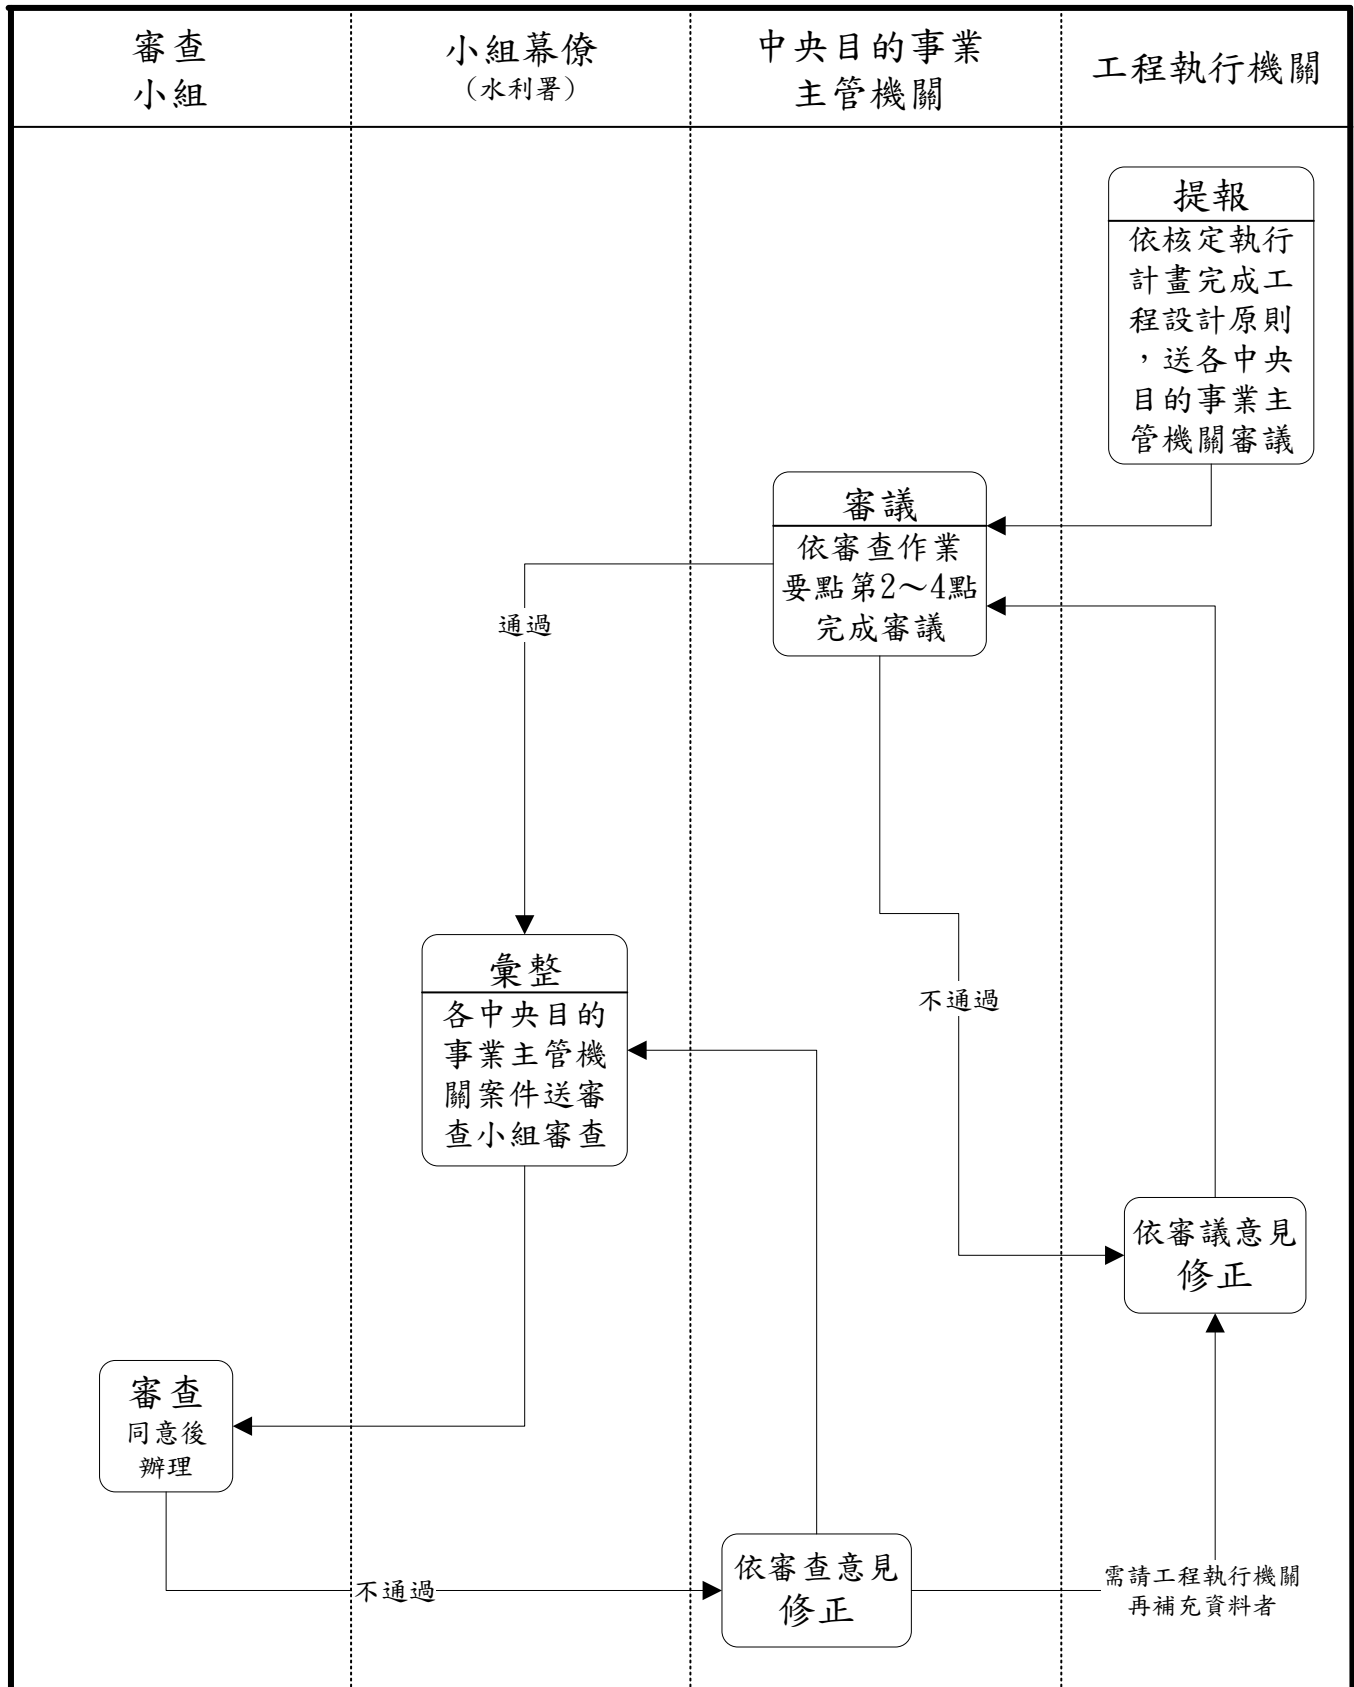 審查
小組
小組幕僚
（水利署）
中央目的事業
主管機關
工程執行機關
提報
依核定執行
計畫完成工
程設計原則
，送各中央
目的事業主
管機關審議
審議
依審查作業
要點第2～4點
完成審議
通過
彙整
各中央目的
事業主管機
關案件送審
查小組審查
不通過
依審議意見
修正
審查
同意後
辦理
不通過
依審查意見
修正
需請工程執行機關
再補充資料者